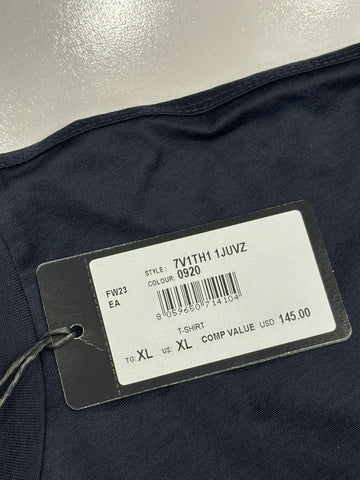 FW23
EA
STYLE: 7V1TH1 1JUVZ
COLOUR: 0920
8 059650 714104
T-SHIRT
TG: XL US: XL COMP VALUE USD 145.00